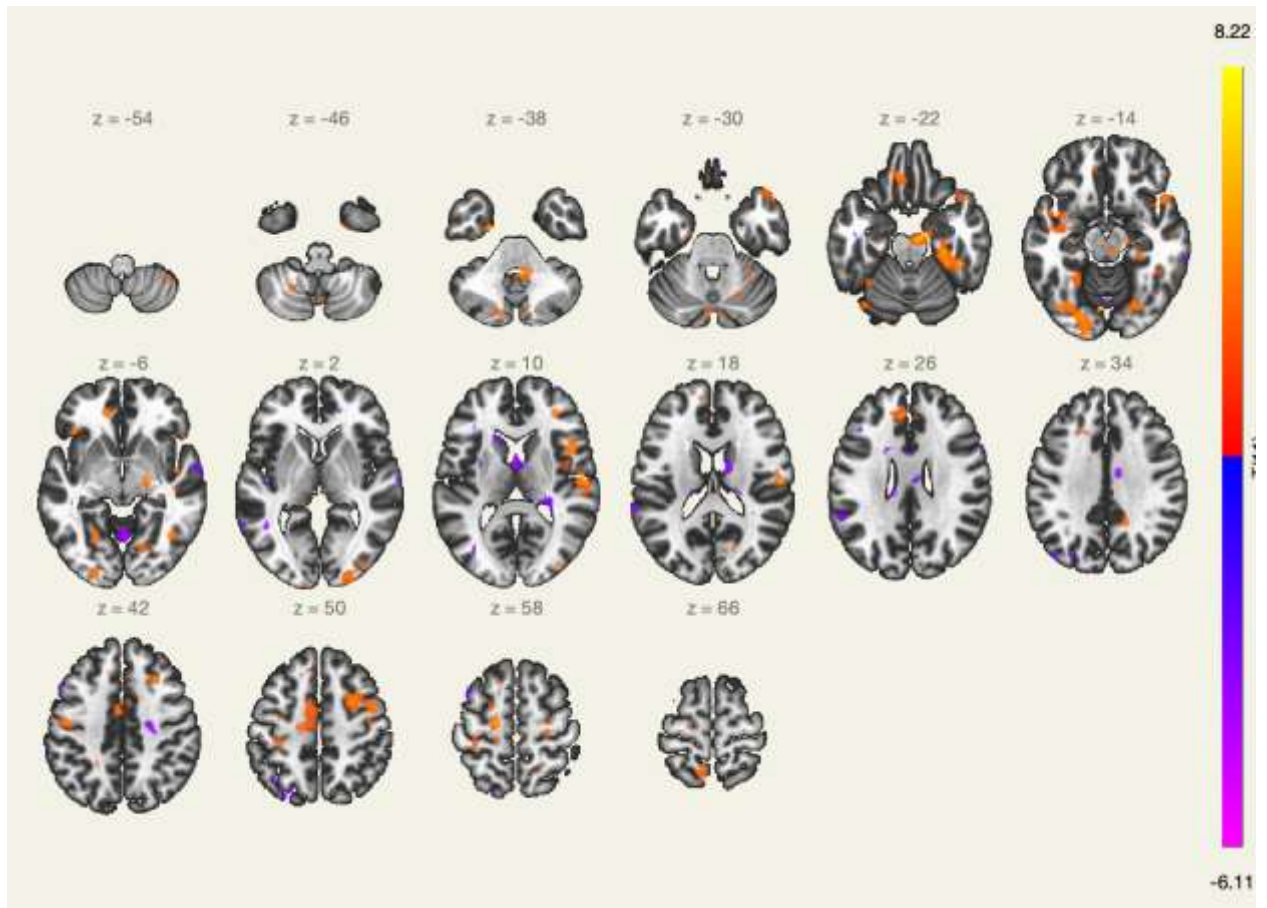 8.22
z = -54 z = -46 z = -38 z = -30 z = -22 z = -14
z = -6 z = 2 z = 10 z = 18 z = 26 z = 34
z = 42 z = 50 z = 58 z = 66
-6.11